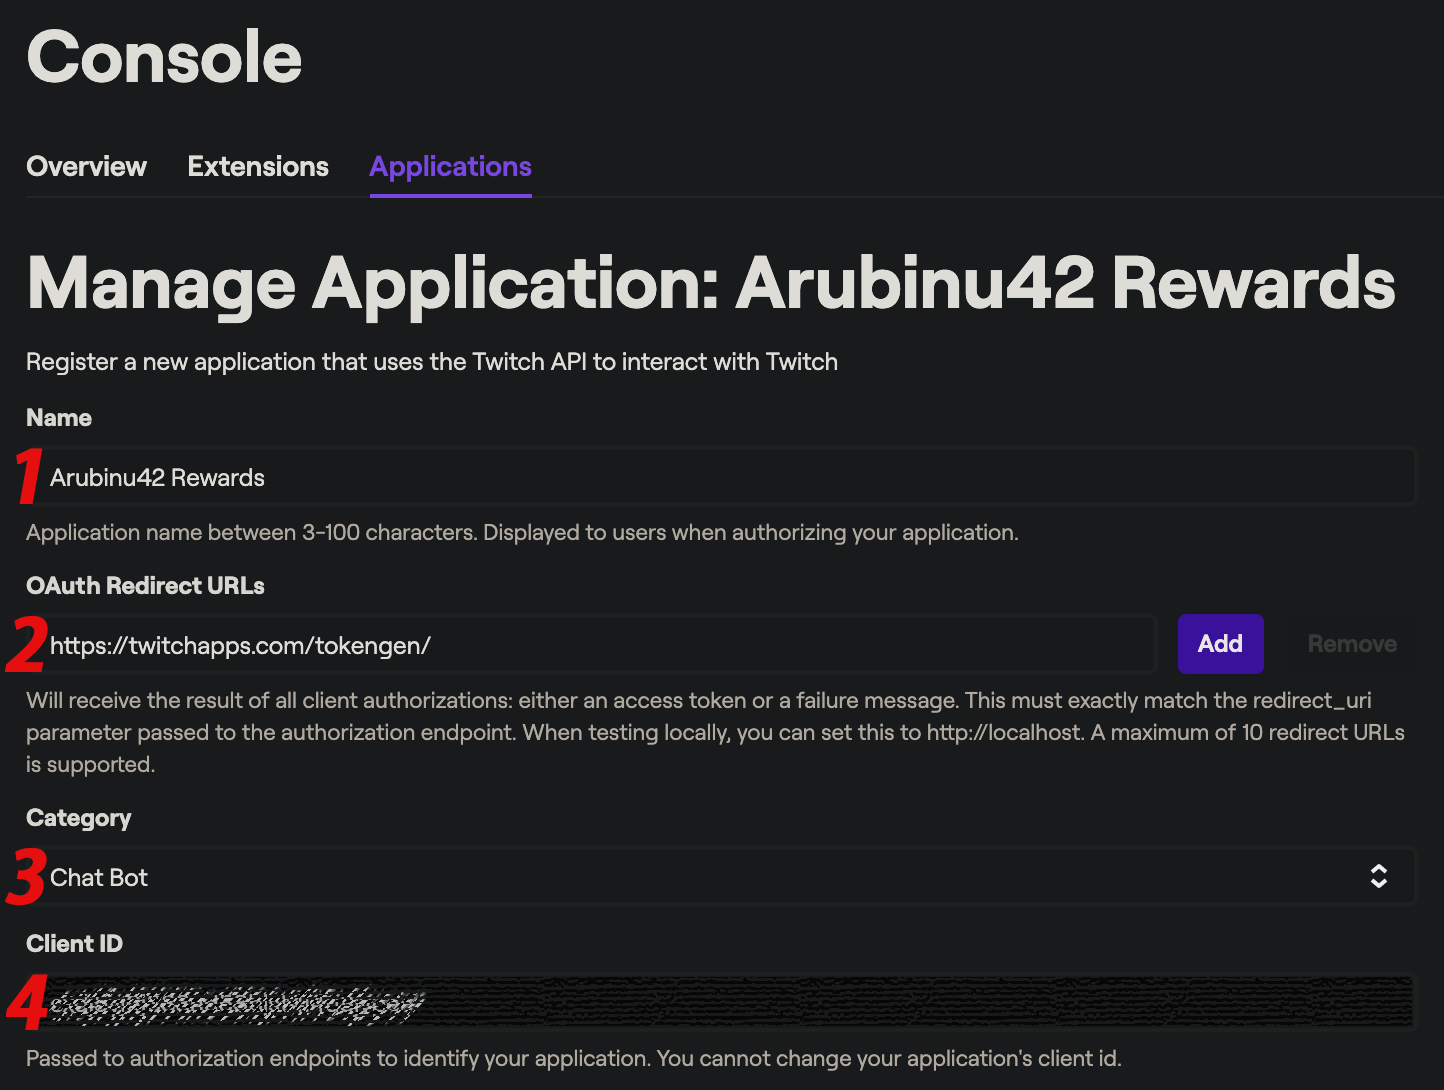 Console
Overview Extensions Applications
Manage Application: Arubinu42 Rewards
Register a new application that uses the Twitch API to interact with Twitch
Name
1 Arubinu42 Rewards
Application name between 3-100 characters. Displayed to users when authorizing your application.
OAuth Redirect URLs
2 https://twitchapps.com/tokengen/ Add Remove
Will receive the result of all client authorizations: either an access token or a failure message. This must exactly match the redirect_uri
parameter passed to the authorization endpoint. When testing locally, you can set this to http://localhost. A maximum of 10 redirect URLs
is supported.
Category
3 Chat Bot
Client ID
4
Passed to authorization endpoints to identify your application. You cannot change your application's client id.